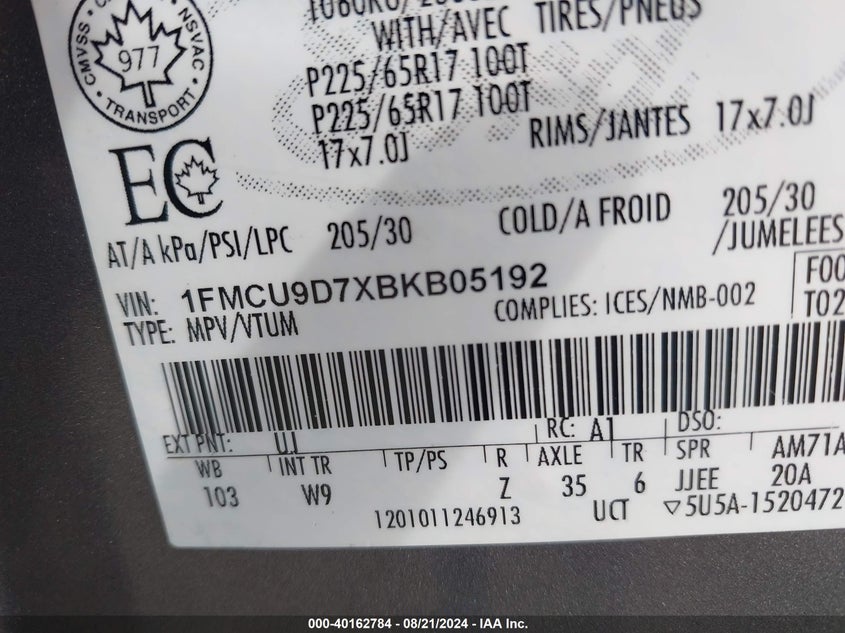 CMVSS NSVAC
977
TRANSPORT
WITH/AVEC TIRES/PNEUS
P225/65R17 100T
P225/65R17 100T
17x7.0J RIMS/JANTES 17x7.0J
EC
AT/A kPa/PSI/LPC 205/30 COLD/A FROID 205/30
/JUMELEES
VIN: 1FMCU9D7XBKB05192
COMPLIES: ICES/NMB-002
F00
TYPE: MPV/VTUM
T02
EXT PNT: UJ RC: A1 DSO:
WB INT TR TP/PS R AXLE TR SPR AM71A
103 W9 Z 35 6 JJEE 20A
1201011246913 UCT ▽5U5A-1520472
000-40162784 - 08/21/2024 - IAA Inc.